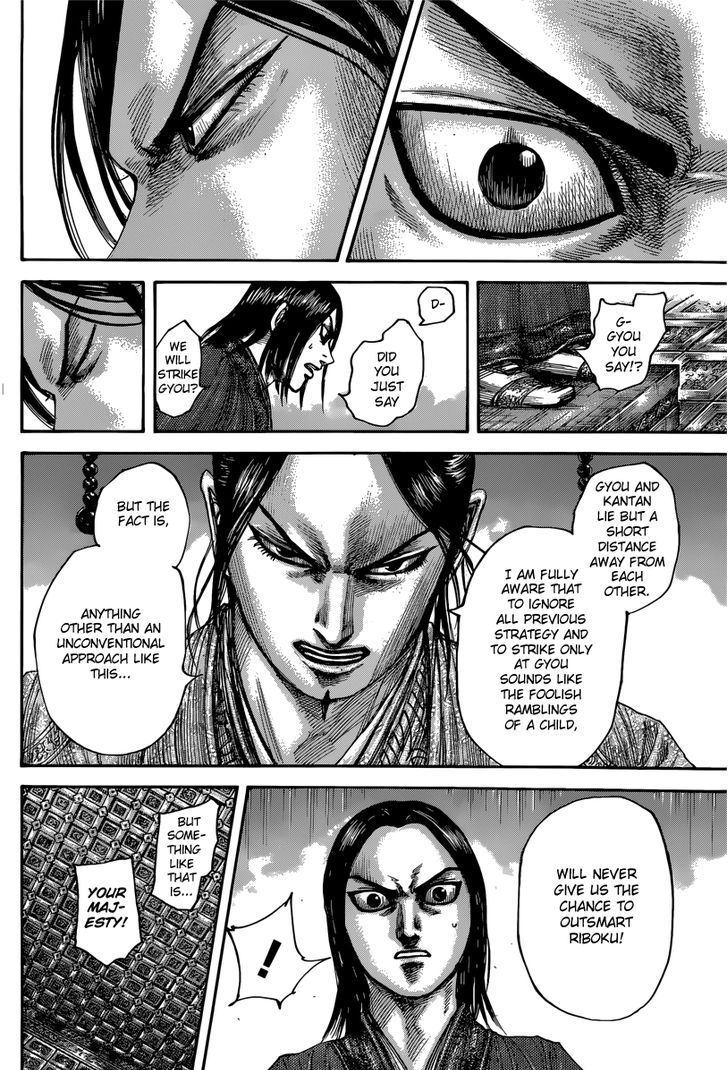 G-
GYOU
YOU
SAY!?
D-
DID
YOU
JUST
SAY
WE
WILL
STRIKE
GYOU?
GYOU AND
KANTAN
LIE BUT A
SHORT
DISTANCE
AWAY FROM
EACH
OTHER.
I AM FULLY
AWARE THAT
TO IGNORE
ALL PREVIOUS
STRATEGY AND
TO STRIKE ONLY
AT GYOU
SOUNDS LIKE
THE FOOLISH
RAMBLINGS
OF A CHILD,
BUT THE
FACT IS,
ANYTHING
OTHER THAN AN
UNCONVENTIONAL
APPROACH LIKE
THIS...
WILL NEVER
GIVE US THE
CHANCE TO
OUTSMART
RIBOKU!
!
BUT
SOME-
THING
LIKE
THAT
IS...
YOUR
MAJ-
ESTY!